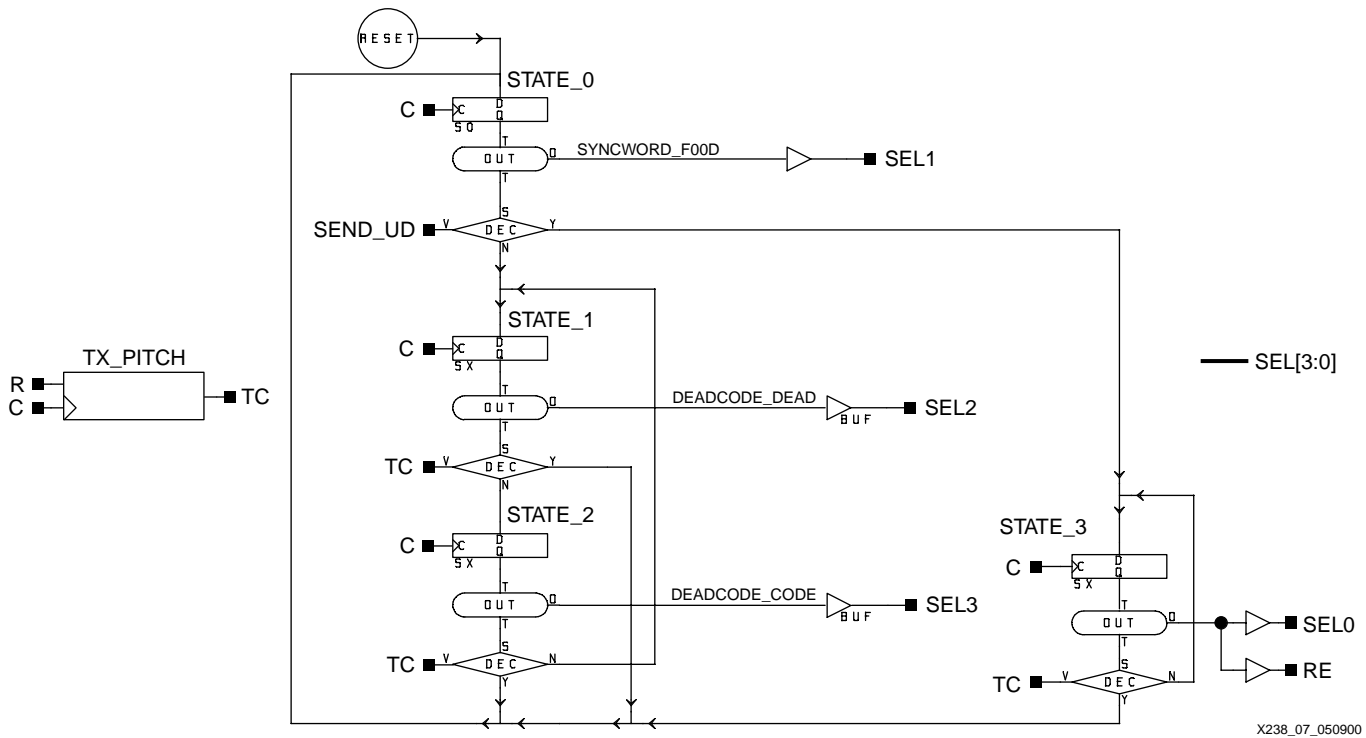 RESET
STATE_0
C
C D
Q
S0
T
OUT O SYNCWORD_F00D SEL1
T
S
SEND_UD V DEC Y
N
STATE_1
C
C D
Q
SX
TX_PITCH
R
C
TC
SEL[3:0]
T
OUT O DEADCODE_DEAD BUF SEL2
T
S
TC V DEC Y
N
STATE_2
C
C D
Q
SX
T
OUT O DEADCODE_CODE BUF SEL3
T
S
TC V DEC N
Y
STATE_3
C
C D
Q
SX
T
OUT O SEL0
T
RE
S
TC V DEC N
Y
X238_07_050900